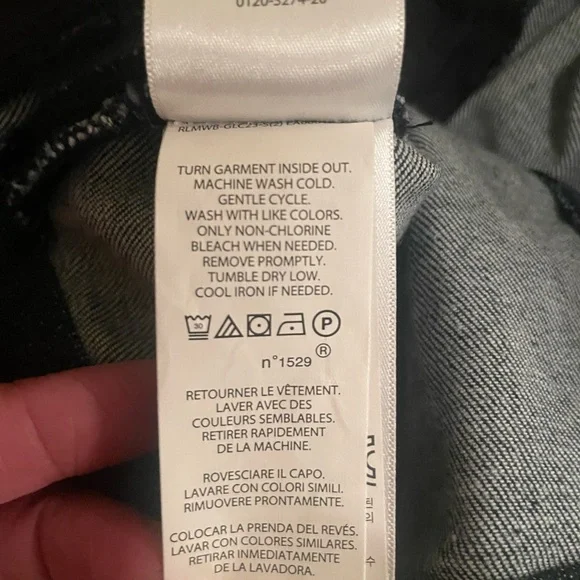 0120-3274-20
TURN GARMENT INSIDE OUT.
MACHINE WASH COLD.
GENTLE CYCLE.
WASH WITH LIKE COLORS.
ONLY NON-CHLORINE
BLEACH WHEN NEEDED.
REMOVE PROMPTLY.
TUMBLE DRY LOW.
COOL IRON IF NEEDED.
30 P
n°1529 ®
RETOURNER LE VÊTEMENT.
LAVER AVEC DES
COULEURS SEMBLABLES.
RETIRER RAPIDEMENT
DE LA MACHINE.
ROVESCIARE IL CAPO.
LAVARE CON COLORI SIMILI.
RIMUOVERE PRONTAMENTE.
COLOCAR LA PRENDA DEL REVÉS.
LAVAR CON COLORES SIMILARES.
RETIRAR INMEDIATAMENTE
DE LA LAVADORA.